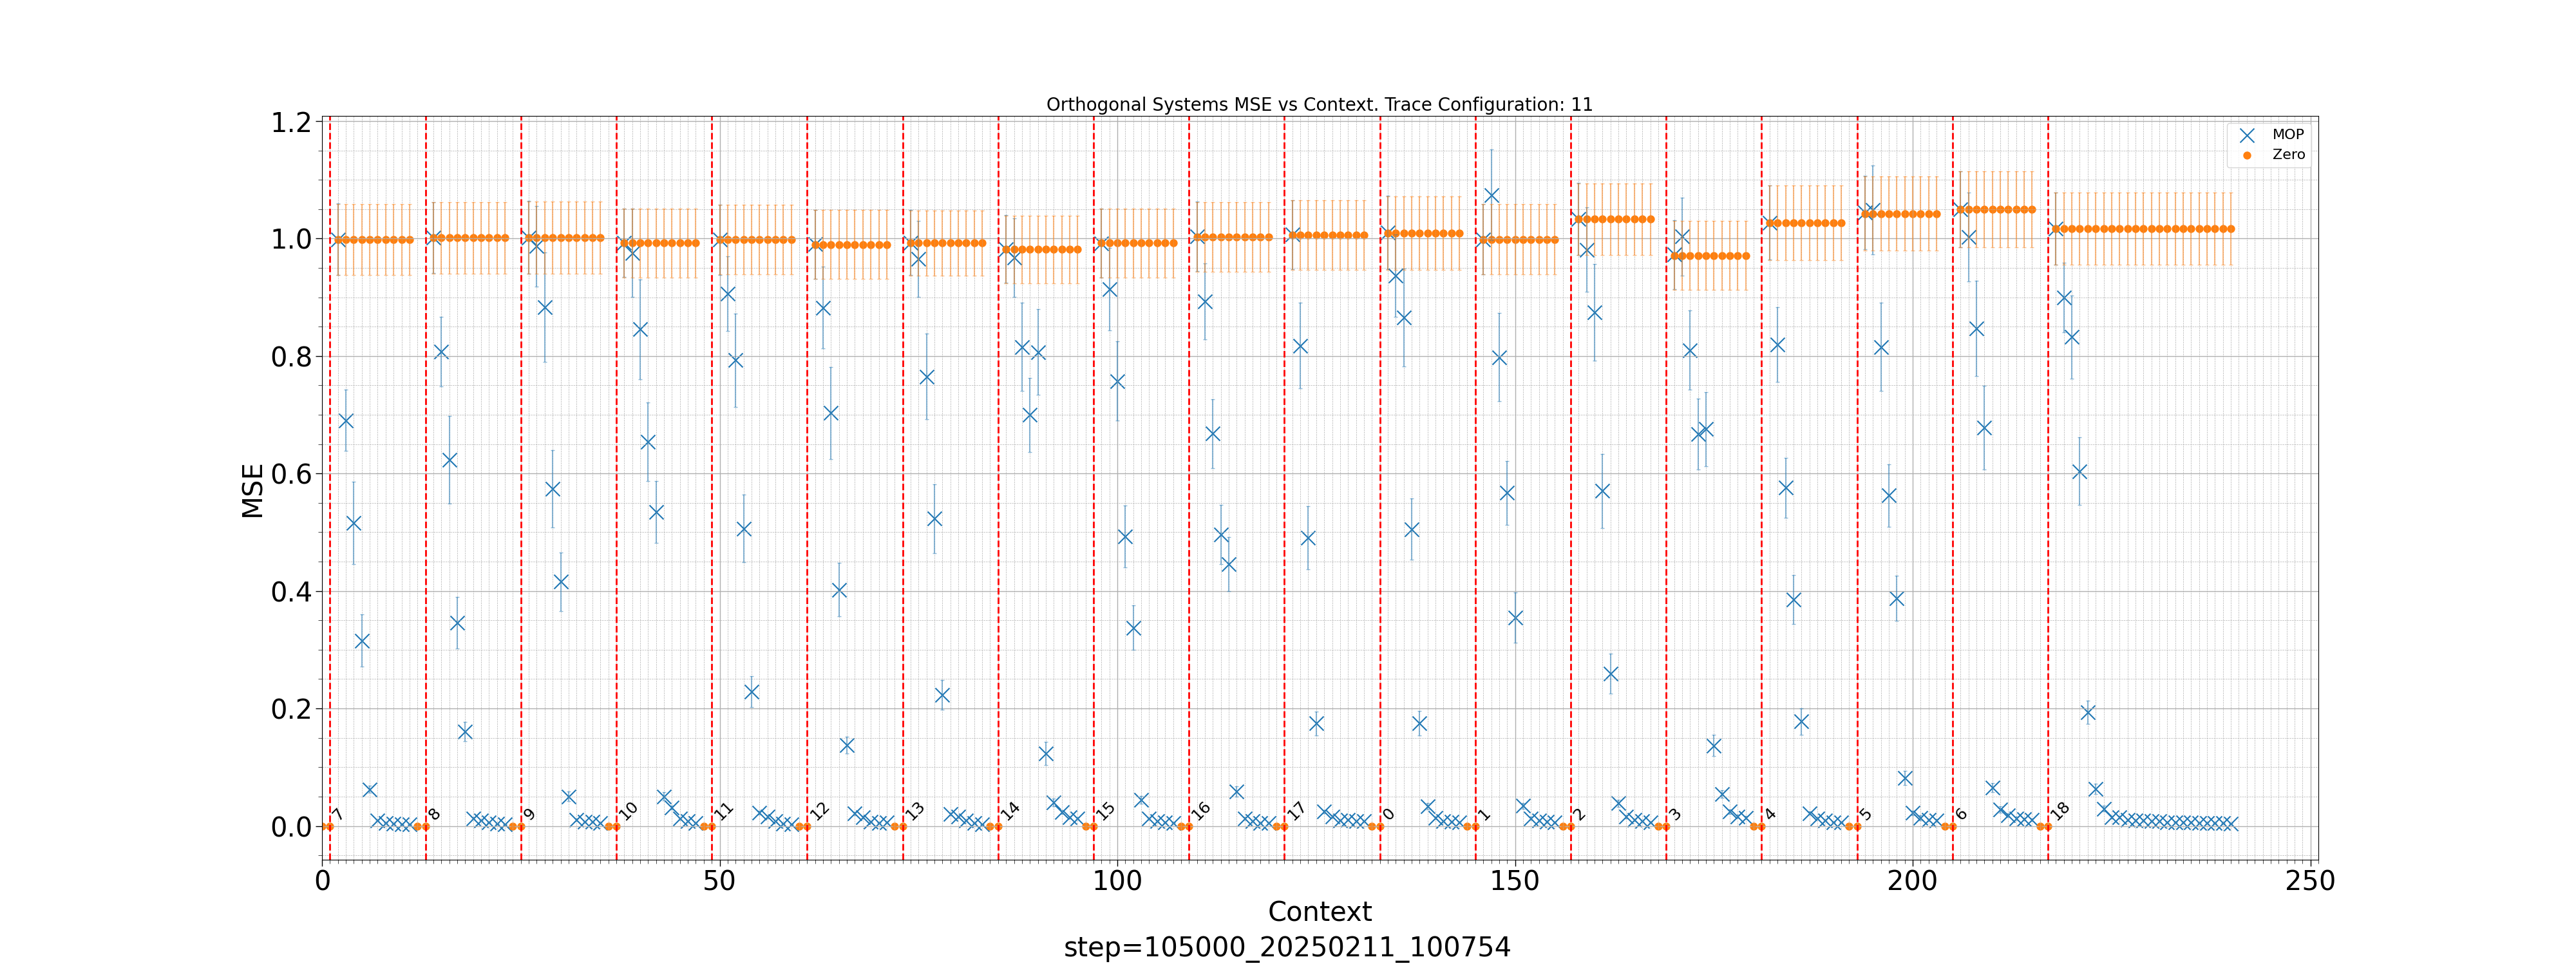 Orthogonal Systems MSE vs Context. Trace Configuration: 11
1.2
1.0
0.8
0.6
0.4
0.2
0.0
MSE
MOP
Zero
7 8 9 10 11 12 13 14 15 16 17 0 1 2 3 4 5 6 18
0 50 100 150 200 250
Context
step=105000_20250211_100754